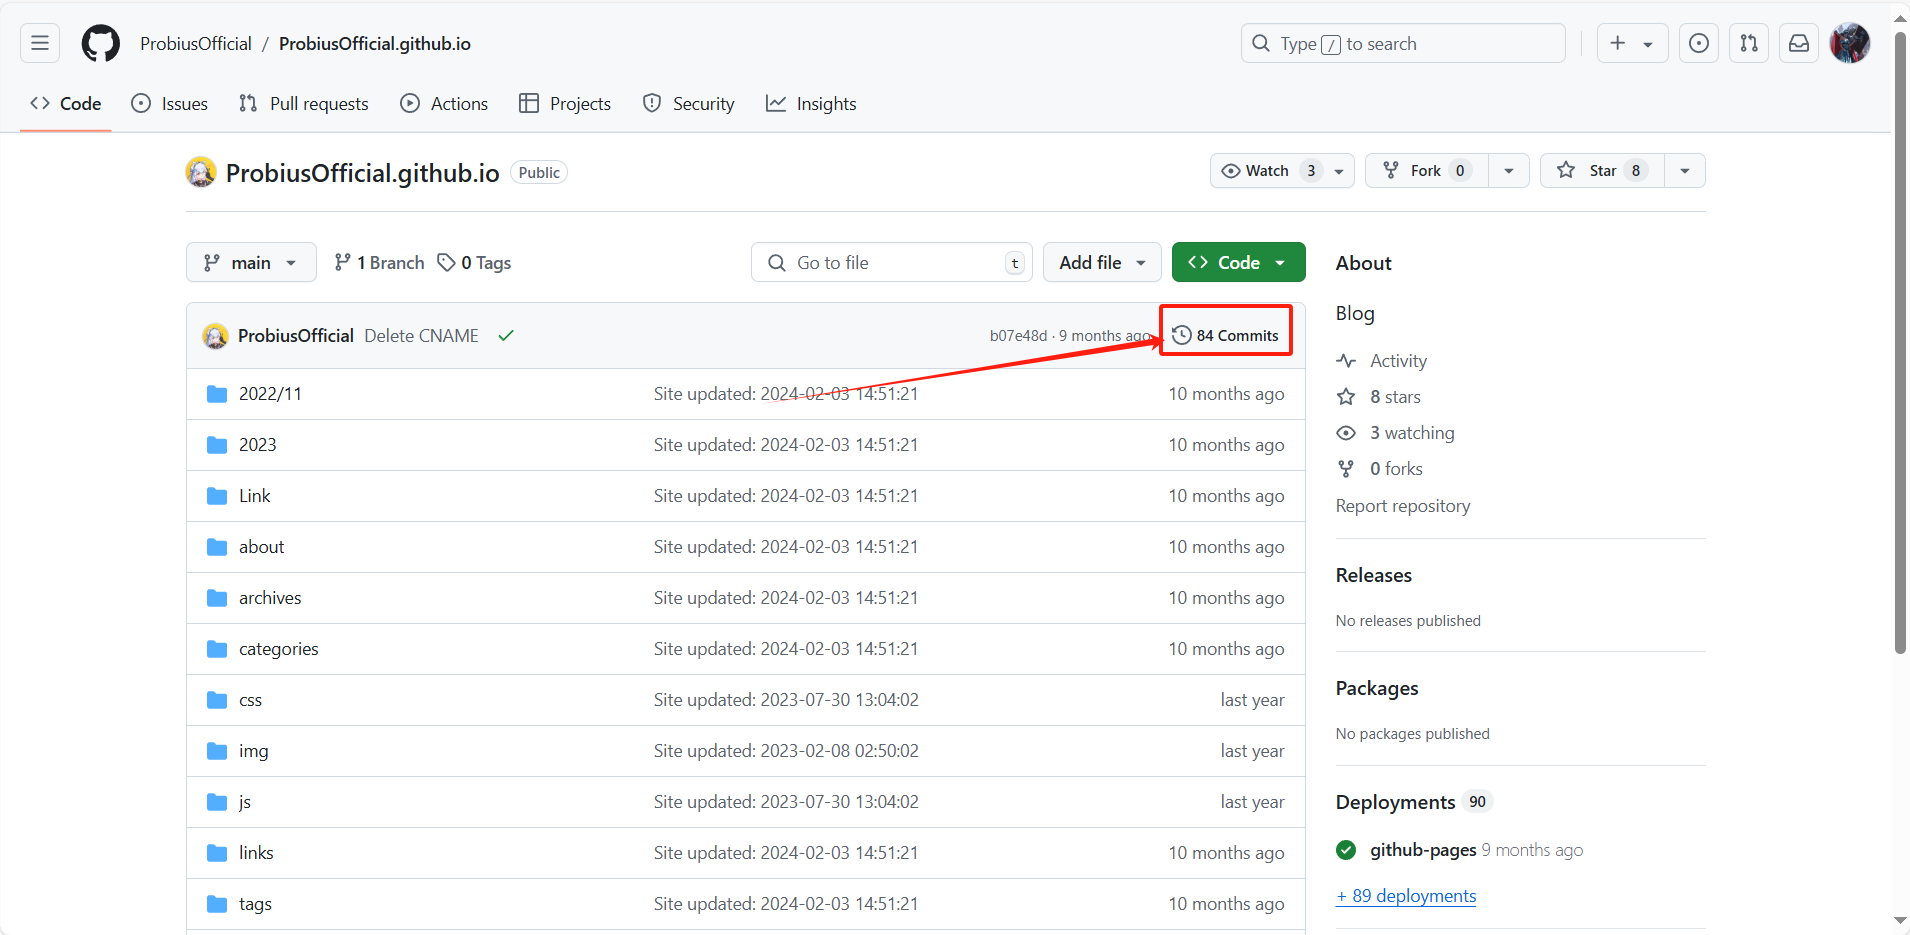 ProbiusOfficial / ProbiusOfficial.github.io
Type / to search
Code Issues Pull requests Actions Projects Security Insights
ProbiusOfficial.github.io Public
Watch 3 Fork 0 Star 8
main 1 Branch 0 Tags Go to file t Add file Code
ProbiusOfficial Delete CNAME b07e48d · 9 months ago 84 Commits
2022/11 Site updated: 2024-02-03 14:51:21 10 months ago
2023 Site updated: 2024-02-03 14:51:21 10 months ago
Link Site updated: 2024-02-03 14:51:21 10 months ago
about Site updated: 2024-02-03 14:51:21 10 months ago
archives Site updated: 2024-02-03 14:51:21 10 months ago
categories Site updated: 2024-02-03 14:51:21 10 months ago
css Site updated: 2023-07-30 13:04:02 last year
img Site updated: 2023-02-08 02:50:02 last year
js Site updated: 2023-07-30 13:04:02 last year
links Site updated: 2024-02-03 14:51:21 10 months ago
tags Site updated: 2024-02-03 14:51:21 10 months ago
About
Blog
Activity
8 stars
3 watching
0 forks
Report repository
Releases
No releases published
Packages
No packages published
Deployments 90
github-pages 9 months ago
+ 89 deployments